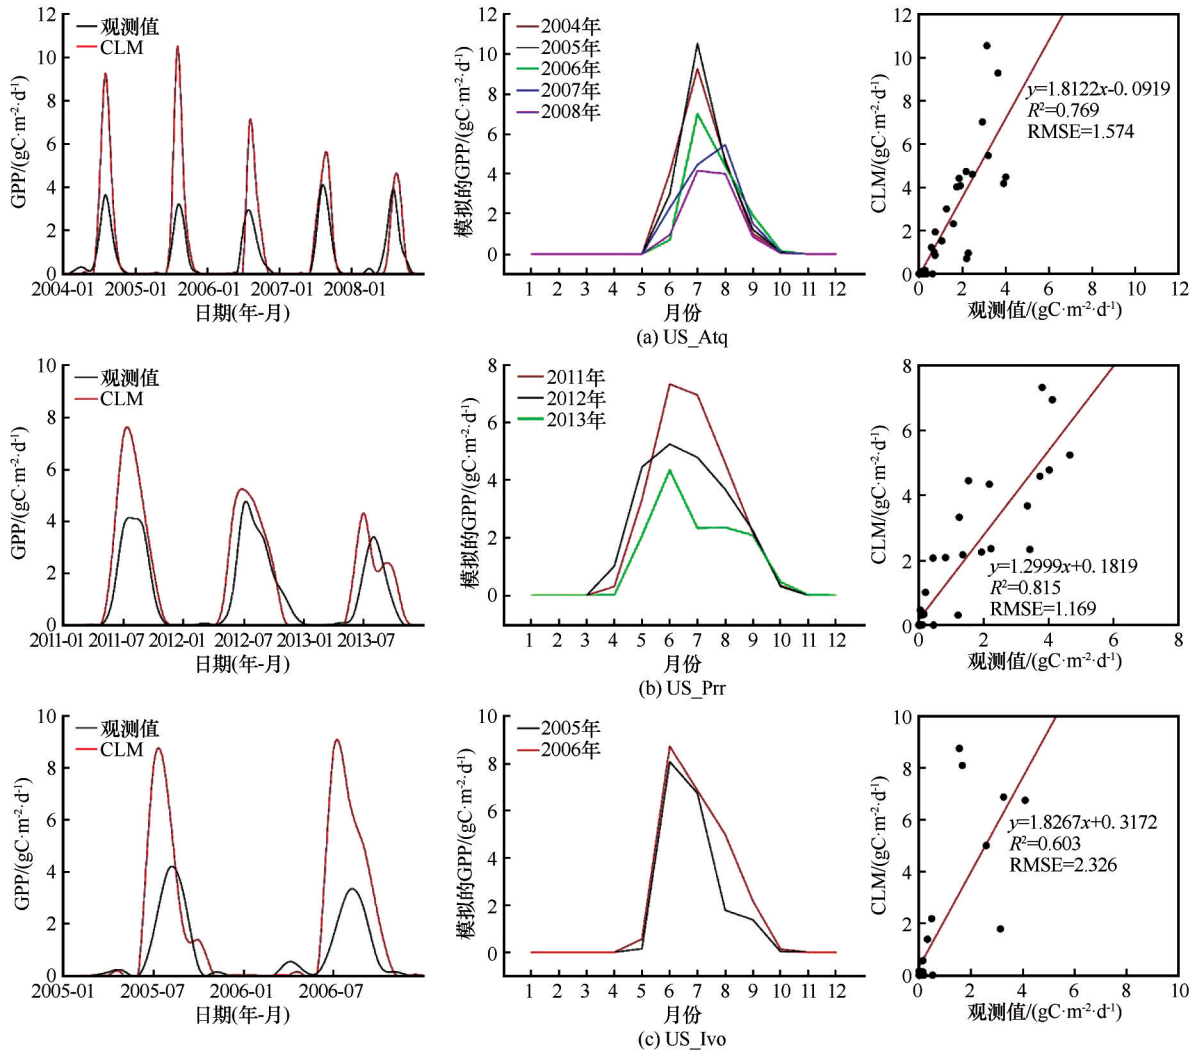 12
10
8
6
4
2
0
GPP/(gC·m⁻²·d⁻¹)
观测值
CLM
2004-01 2005-01 2006-01 2007-01 2008-01
日期(年-月)
12
10
8
6
4
2
0
模拟的GPP/(gC·m⁻²·d⁻¹)
2004年
2005年
2006年
2007年
2008年
1 2 3 4 5 6 7 8 9 10 11 12
月份
12
10
8
6
4
2
0
CLM/(gC·m⁻²·d⁻¹)
y=1.8122x-0.0919
R²=0.769
RMSE=1.574
0 2 4 6 8 10 12
观测值/(gC·m⁻²·d⁻¹)
(a) US_Atq
10
8
6
4
2
0
GPP/(gC·m⁻²·d⁻¹)
观测值
CLM
2011-01 2011-07 2012-01 2012-07 2013-01 2013-07
日期(年-月)
8
6
4
2
0
模拟的GPP/(gC·m⁻²·d⁻¹)
2011年
2012年
2013年
1 2 3 4 5 6 7 8 9 10 11 12
月份
8
6
4
2
0
CLM/(gC·m⁻²·d⁻¹)
y=1.2999x+0.1819
R²=0.815
RMSE=1.169
0 2 4 6 8
观测值/(gC·m⁻²·d⁻¹)
(b) US_Prr
10
8
6
4
2
0
GPP/(gC·m⁻²·d⁻¹)
观测值
CLM
2005-01 2005-07 2006-01 2006-07
日期(年-月)
10
8
6
4
2
0
模拟的GPP/(gC·m⁻²·d⁻¹)
2005年
2006年
1 2 3 4 5 6 7 8 9 10 11 12
月份
10
8
6
4
2
0
CLM/(gC·m⁻²·d⁻¹)
y=1.8267x+0.3172
R²=0.603
RMSE=2.326
0 2 4 6 8 10
观测值/(gC·m⁻²·d⁻¹)
(c) US_Ivo